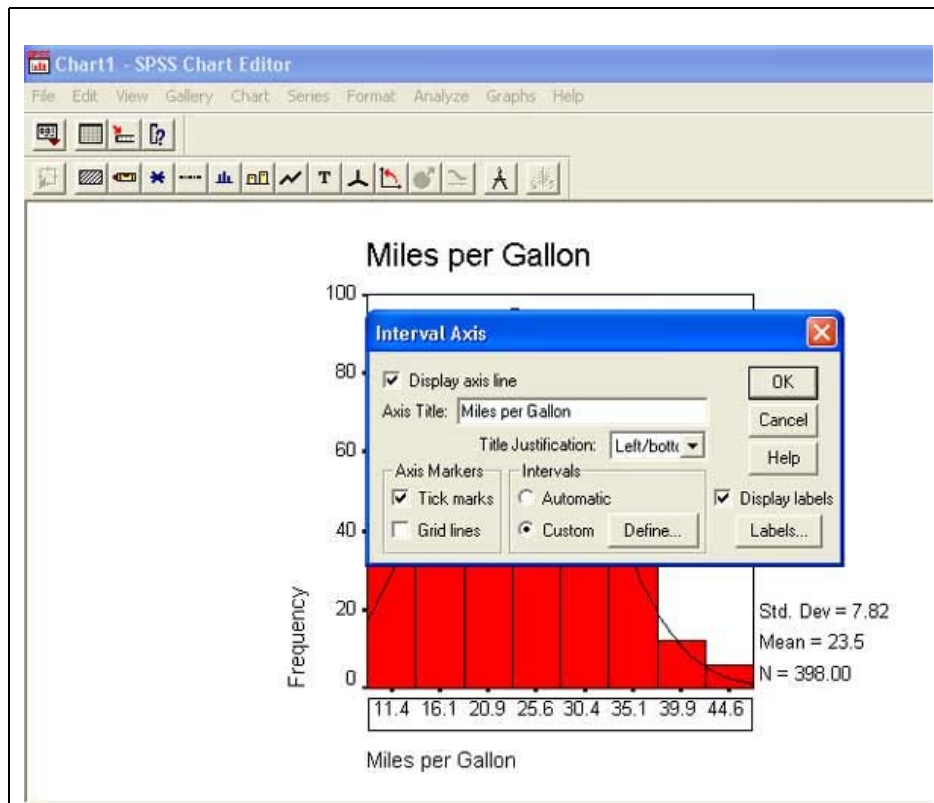 Chart1 - SPSS Chart Editor
File Edit View Gallery Chart Series Format Analyze Graphs Help
T
Miles per Gallon
100
80
60
40
20
0
Frequency
Interval Axis
Display axis line
OK
Axis Title: Miles per Gallon
Cancel
Title Justification: Left/botto
Help
Axis Markers
Intervals
Tick marks
Automatic
Display labels
Grid lines
Custom
Define...
Labels...
Std. Dev = 7.82
Mean = 23.5
N = 398.00
11.4 16.1 20.9 25.6 30.4 35.1 39.9 44.6
Miles per Gallon